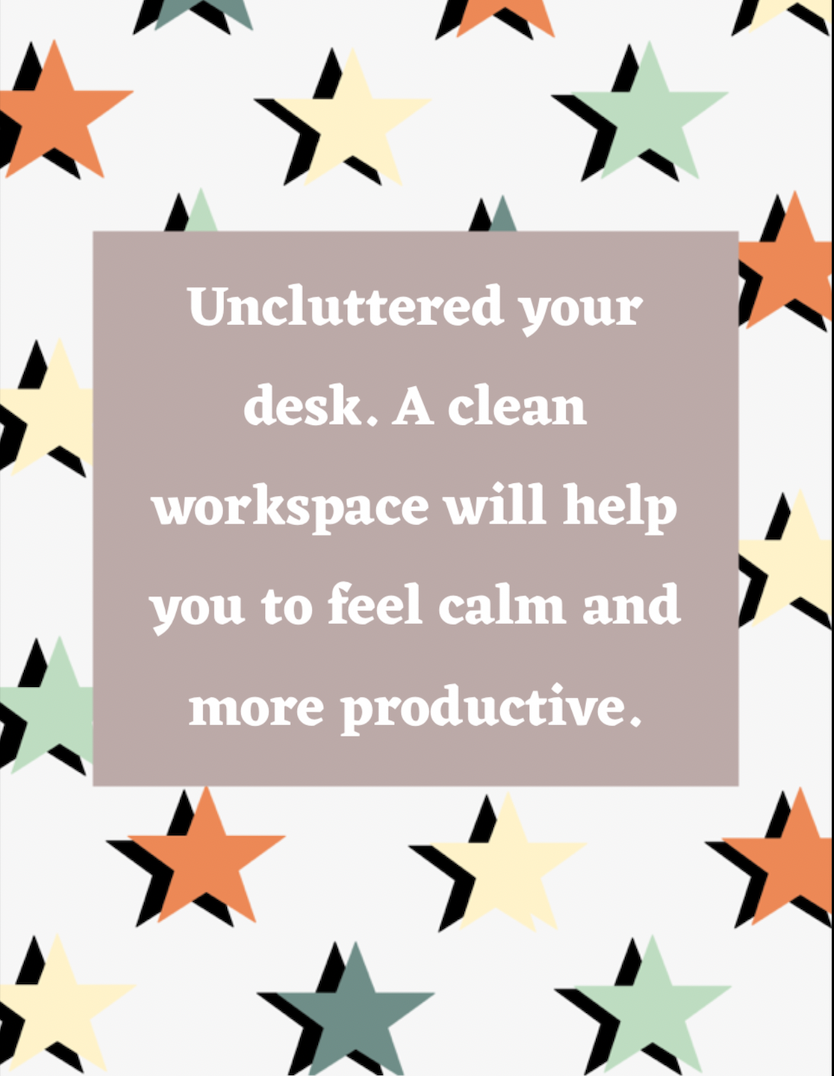 Uncluttered your
desk. A clean
workspace will help
you to feel calm and
more productive.